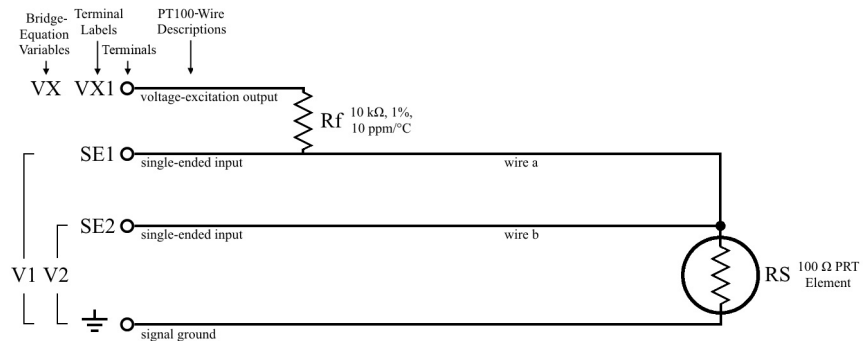 Bridge-
Equation
Variables
Terminal
Labels
Terminals
PT100-Wire
Descriptions
VX VX1
voltage-excitation output
Rf
10 kΩ, 1%,
10 ppm/°C
SE1
single-ended input
wire a
SE2
single-ended input
wire b
V1 V2
RS
100 Ω PRT
Element
signal ground